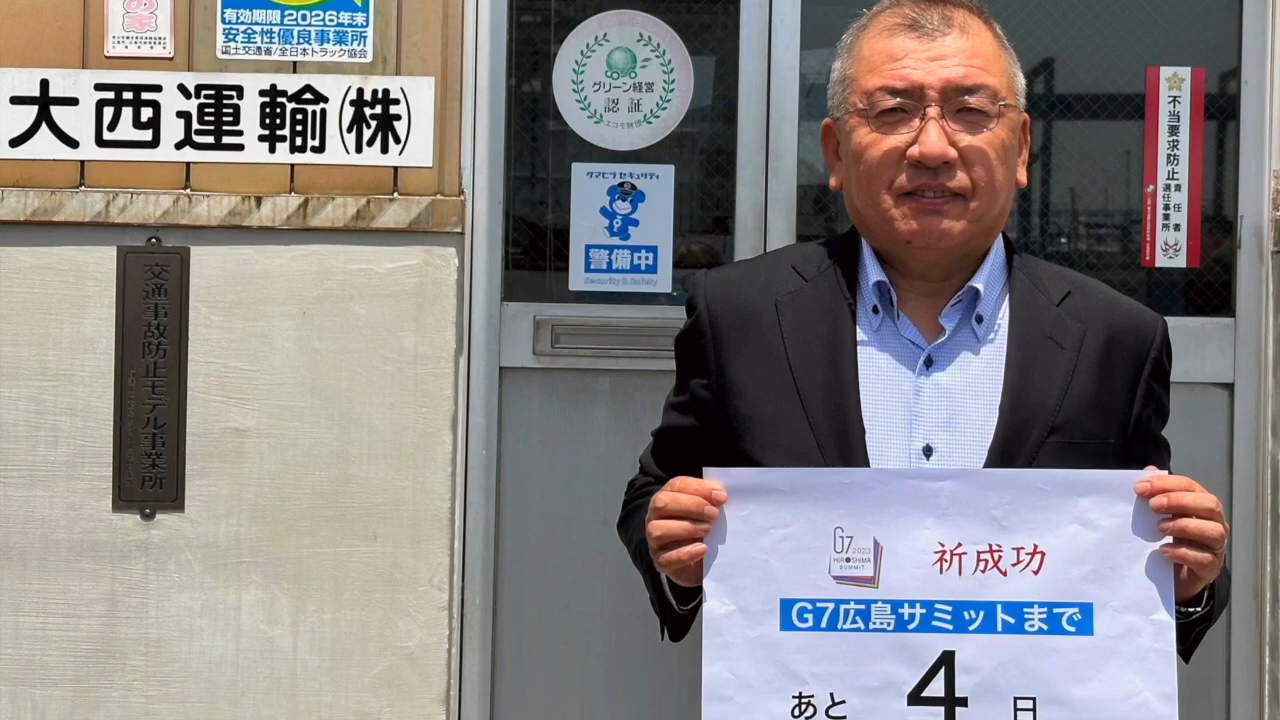 の家
有効期限 2026年末
安全性優良事業所
国土交通省/全日本トラック協会
大西運輸(株)
交通事故防止モデル事業所
グリーン経営
認証
エコモ財団
クマヒラセキュリティ
警備中
Security & Safety
不当要求防止
責任者
選任事業所
G7 2023
HIROSHIMA
SUMMIT
祈成功
G7広島サミットまで
あと 4 日